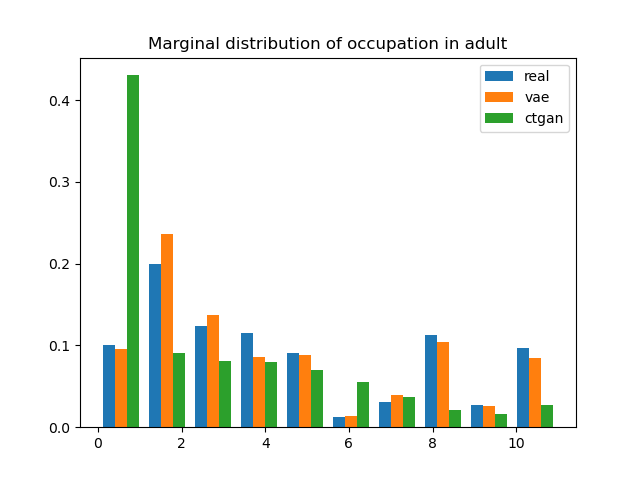 Marginal distribution of occupation in adult
real
vae
ctgan
0.4
0.3
0.2
0.1
0.0
0 2 4 6 8 10